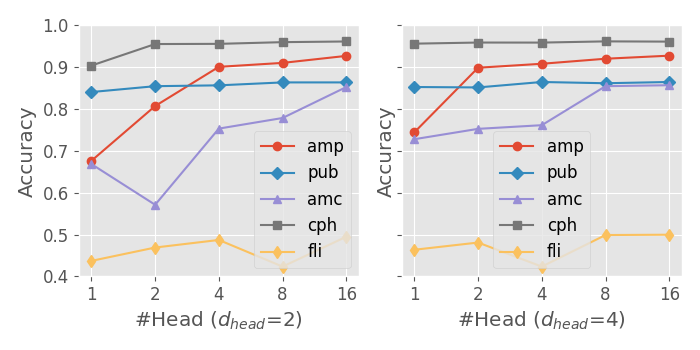 1.0
0.9
0.8
0.7
0.6
0.5
0.4
Accuracy
amp
pub
amc
cph
fli
1 2 4 8 16
#Head (d_head=2)
Accuracy
amp
pub
amc
cph
fli
1 2 4 8 16
#Head (d_head=4)